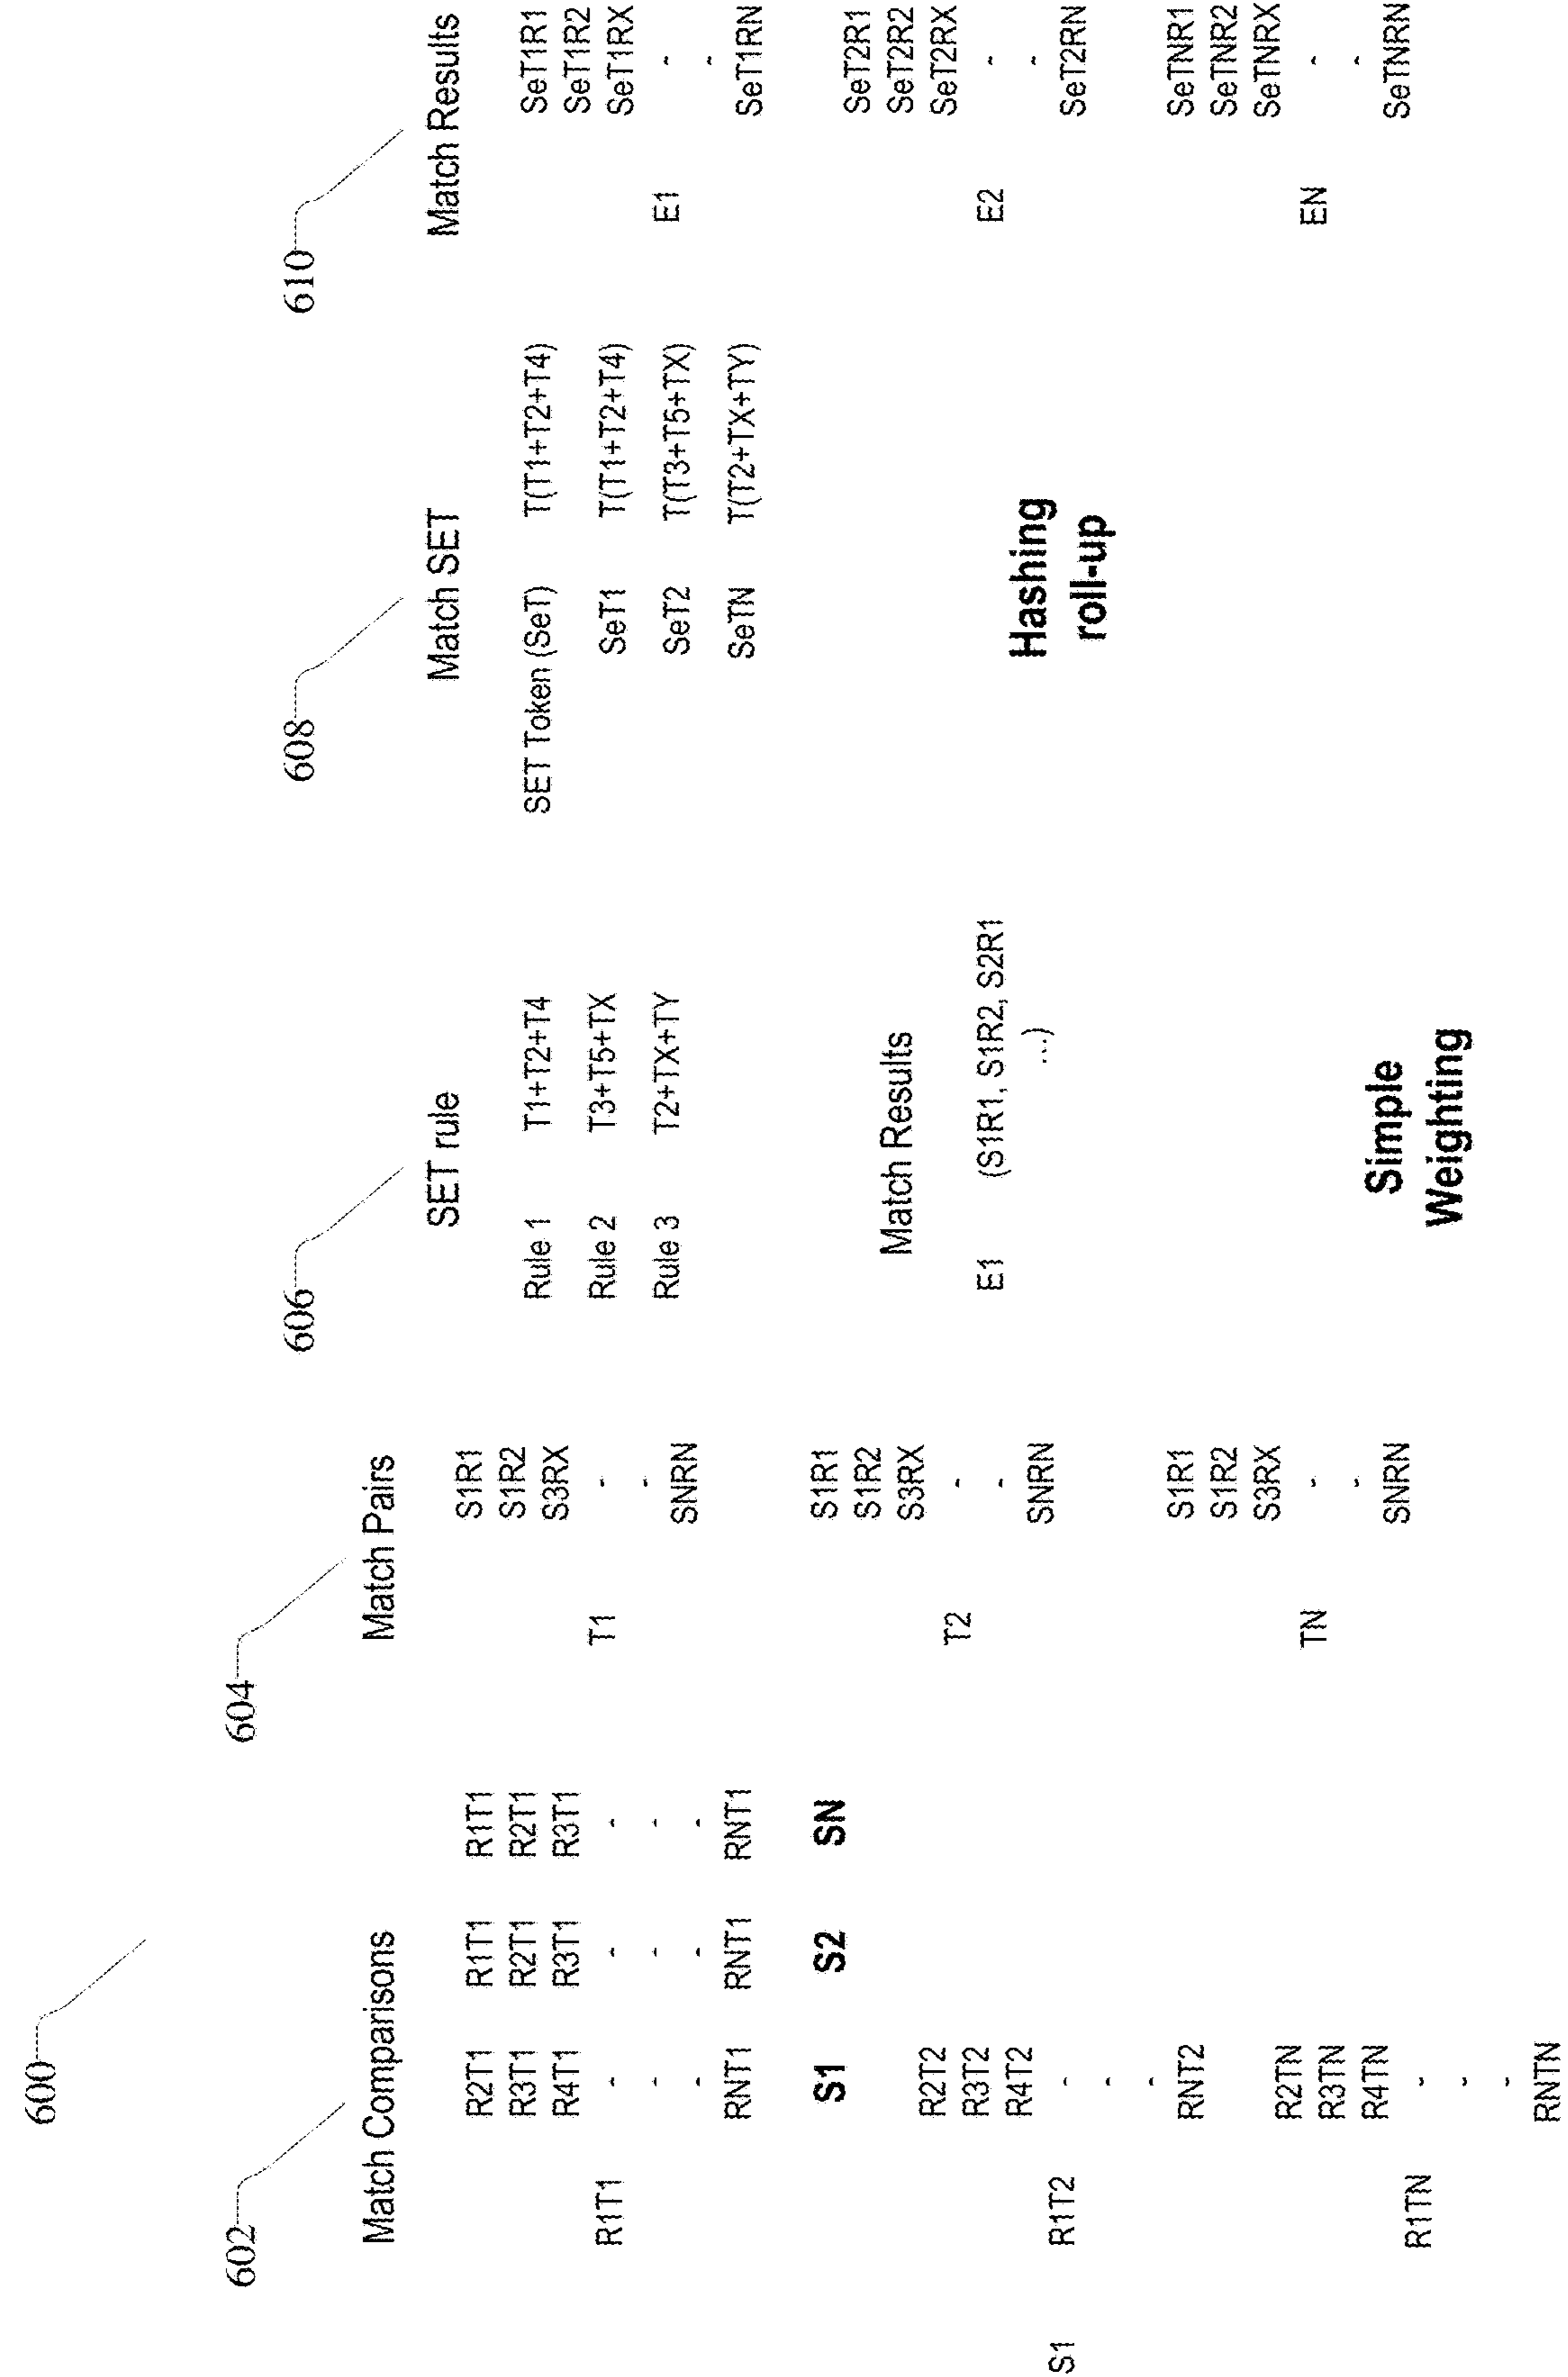 600
602
Match Comparisons
S1
R1T1
R2T1 R1T1 R1T1
R3T1 R2T1 R2T1
R4T1 R3T1 R3T1
- - -
- - -
- - -
RNT1 RNT1 RNT1
S1 S2 SN
R1T2
R2T2
R3T2
R4T2
-
-
-
RNT2
R1TN
R2TN
R3TN
R4TN
-
-
-
RNTN
604
Match Pairs
T1
S1R1
S1R2
S3RX
-
-
SNRN
T2
S1R1
S1R2
S3RX
-
-
SNRN
TN
S1R1
S1R2
S3RX
-
-
SNRN
606
SET rule
Rule 1 T1+T2+T4
Rule 2 T3+T5+TX
Rule 3 T2+TX+TY
Match Results
E1 (S1R1, S1R2, S2R1
...)
Simple
Weighting
608
Match SET
SET Token (SeT) T(T1+T2+T4)
SeT1 T(T1+T2+T4)
SeT2 T(T3+T5+TX)
SeTN T(T2+TX+TY)
Hashing
roll-up
610
Match Results
E1
SeT1R1
SeT1R2
SeT1RX
-
-
SeT1RN
E2
SeT2R1
SeT2R2
SeT2RX
-
-
SeT2RN
EN
SeTNR1
SeTNR2
SeTNRX
-
-
SeTNRN